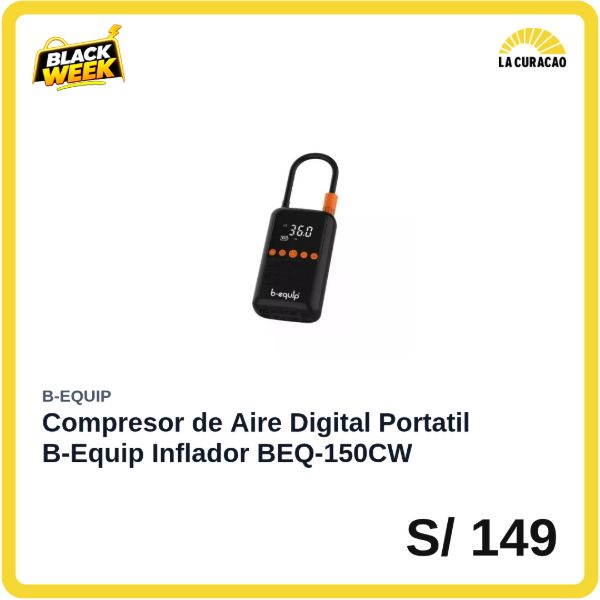 BLACK
WEEK
LA CURACAO
36.0
b-equip
B-EQUIP
Compresor de Aire Digital Portatil
B-Equip Inflador BEQ-150CW
S/ 149